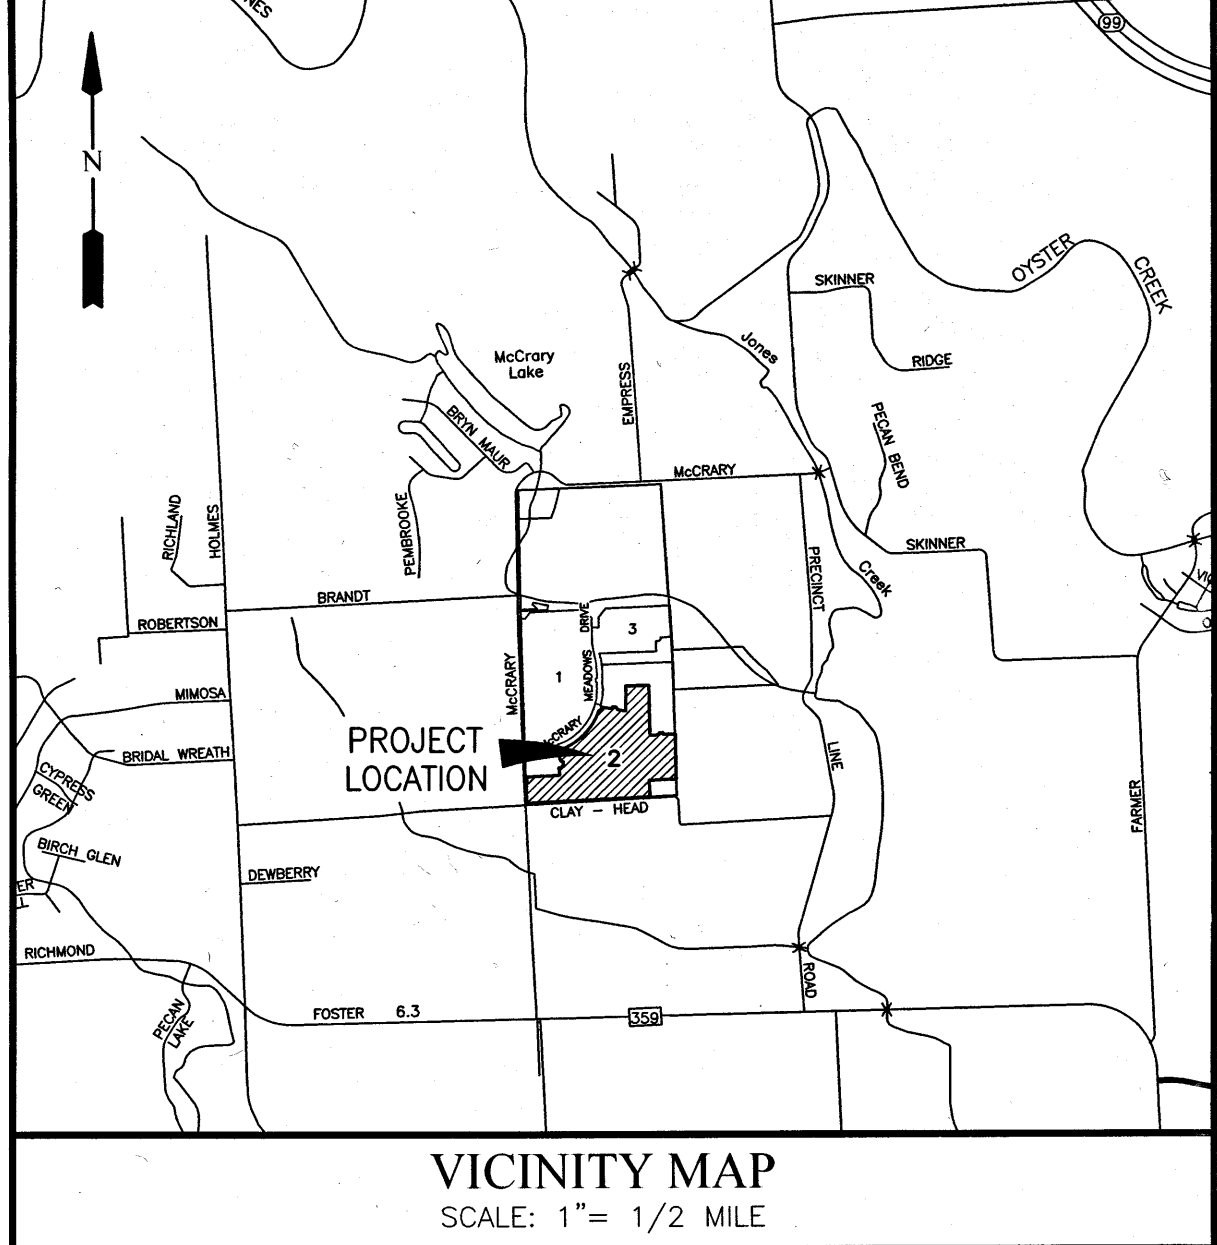 NES
99
N
OYSTER
CREEK
SKINNER
RIDGE
Jones
McCrary
Lake
EMPRESS
BRYN MAUR
PECAN BEND
McCRARY
RICHLAND
HOLMES
PEMBROOKE
SKINNER
PRECINCT
Creek
BRANDT
ROBERTSON
DRIVE
3
McCRARY
1
MEADOWS
MIMOSA
McCRARY
PROJECT
LOCATION
2
BRIDAL WREATH
LINE
CYPRESS
GREEN
CLAY - HEAD
FARMER
BIRCH GLEN
DEWBERRY
ER
RICHMOND
ROAD
PECAN
LAKE
FOSTER 6.3
359
VICINITY MAP
SCALE: 1"= 1/2 MILE